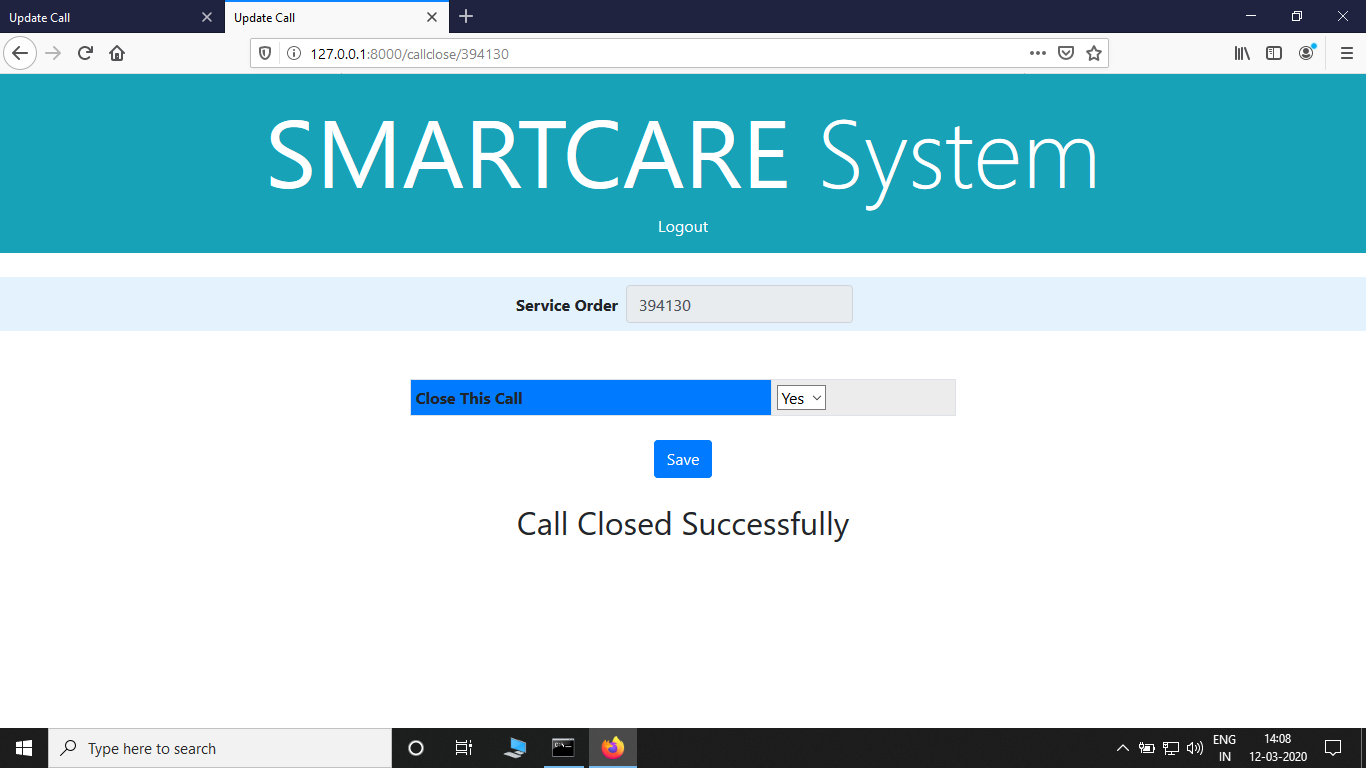 Update Call
Update Call
127.0.0.1:8000/callclose/394130
SMARTCARE System
Logout
Service Order 394130
Close This Call Yes
Save
Call Closed Successfully
Type here to search
ENG 14:08
IN 12-03-2020